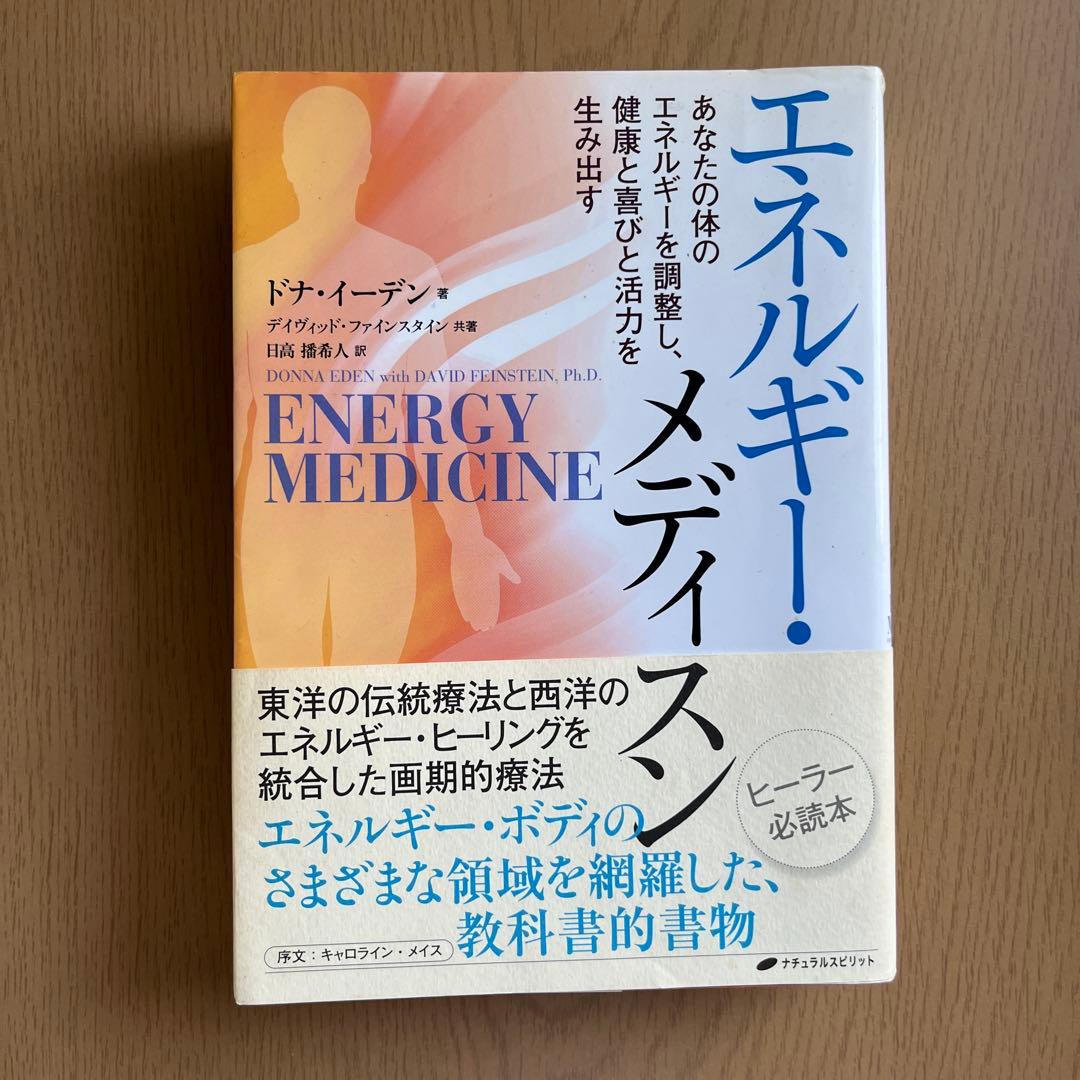 エネルギー・
メディスン
あなたの体の
エネルギーを調整し、
健康と喜びと活力を
生み出す
ドナ・イーデン 著
デイヴィッド・ファインスタイン 共著
日高 播希人 訳
DONNA EDEN with DAVID FEINSTEIN, Ph.D.
ENERGY
MEDICINE
東洋の伝統療法と西洋の
エネルギー・ヒーリングを
統合した画期的療法
ヒーラー
必読本
エネルギー・ボディの
さまざまな領域を網羅した、
教科書的書物
序文：キャロライン・メイス
ナチュラルスピリット